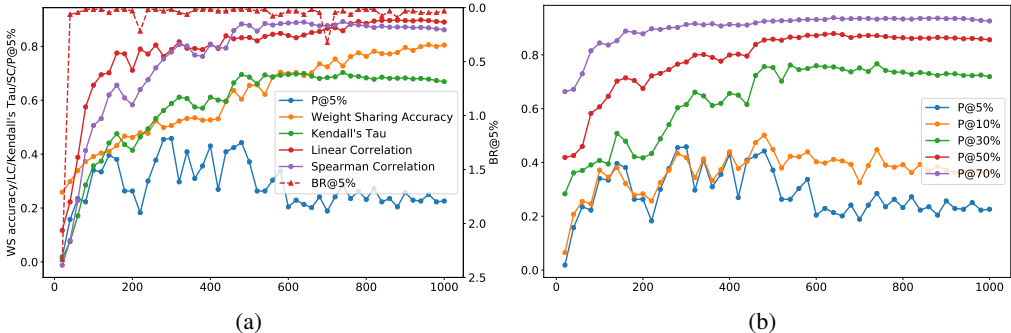 WS accuracy/LC/Kendall's Tau/SC/Po@5%
0.8
0.6
0.4
0.2
0.0
0
200
400
600
800
1000
0.0
0.5
1.0
1.5
2.0
2.5
BR@5%
P@5%
Weight Sharing Accuracy
Kendall's Tau
Linear Correlation
Spearman Correlation
BR@5%
(a)
0.8
0.6
0.4
0.2
0.0
0
200
400
600
800
1000
P@5%
P@10%
P@30%
P@50%
P@70%
(b)